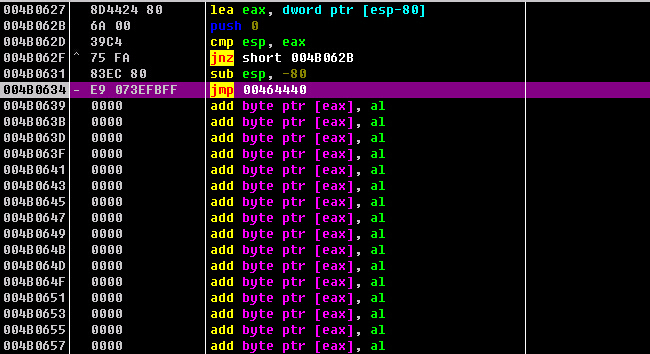 004B0627 8D4424 80 lea eax, dword ptr [esp-80]
004B062B 6A 00 push 0
004B062D 39C4 cmp esp, eax
004B062F ^ 75 FA jnz short 004B062B
004B0631 83EC 80 sub esp, -80
004B0634 - E9 073EFBFF jmp 00464440
004B0639 0000 add byte ptr [eax], al
004B063B 0000 add byte ptr [eax], al
004B063D 0000 add byte ptr [eax], al
004B063F 0000 add byte ptr [eax], al
004B0641 0000 add byte ptr [eax], al
004B0643 0000 add byte ptr [eax], al
004B0645 0000 add byte ptr [eax], al
004B0647 0000 add byte ptr [eax], al
004B0649 0000 add byte ptr [eax], al
004B064B 0000 add byte ptr [eax], al
004B064D 0000 add byte ptr [eax], al
004B064F 0000 add byte ptr [eax], al
004B0651 0000 add byte ptr [eax], al
004B0653 0000 add byte ptr [eax], al
004B0655 0000 add byte ptr [eax], al
004B0657 0000 add byte ptr [eax], al